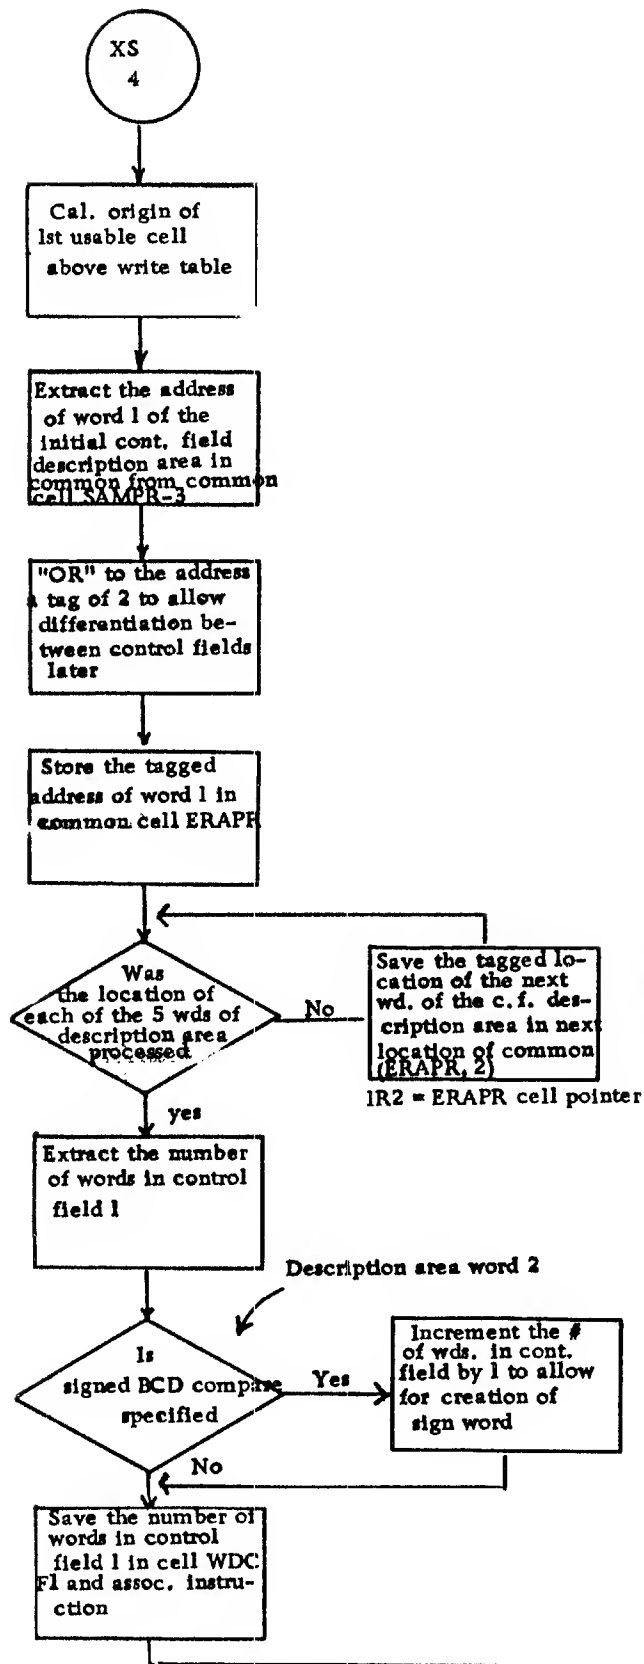 XS
4
Cal. origin of
1st usable cell
above write table
Extract the address
of word 1 of the
initial cont. field
description area in
common from common
cell SAMPR-3
"OR" to the address
a tag of 2 to allow
differentiation be-
tween control fields
later
Store the tagged
address of word 1 in
common cell ERAPR
Was
the location of
each of the 5 wds of
description area
processed
No
Save the tagged lo-
cation of the next
wd. of the c.f. des-
cription area in next
location of common
(ERAPR, 2)
1R2 = ERAPR cell pointer
yes
Extract the number
of words in control
field 1
Description area word 2
Is
signed BCD compare
specified
Yes
Increment the #
of wds. in cont.
field by 1 to allow
for creation of
sign word
No
Save the number of
words in control
field 1 in cell WDC
F1 and assoc. instru-
ction